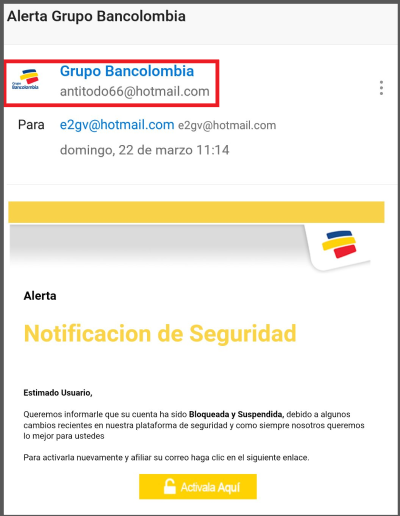 Alerta Grupo Bancolombia
Grupo Bancolombia
Grupo
Bancolombia
antitodo66@hotmail.com
Para e2gv@hotmail.com e2gv@hotmail.com
domingo, 22 de marzo 11:14
Alerta
Notificacion de Seguridad
Estimado Usuario,
Queremos informarle que su cuenta ha sido Bloqueada y Suspendida, debido a algunos
cambios recientes en nuestra plataforma de seguridad y como siempre nosotros queremos
lo mejor para ustedes
Para activarla nuevamente y afiliar su correo haga clic en el siguiente enlace.
Activala Aquí